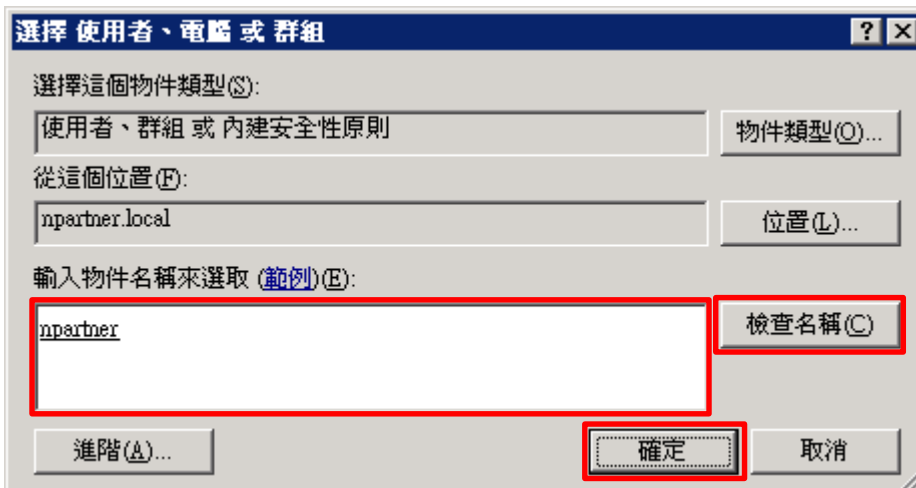 選擇 使用者、電腦 或 群組
選擇這個物件類型(S):
使用者、群組 或 內建安全性原則
物件類型(O)...
從這個位置(F):
npartner.local
位置(L)...
輸入物件名稱來選取 (範例)(E):
npartner
檢查名稱(C)
進階(A)...
確定
取消